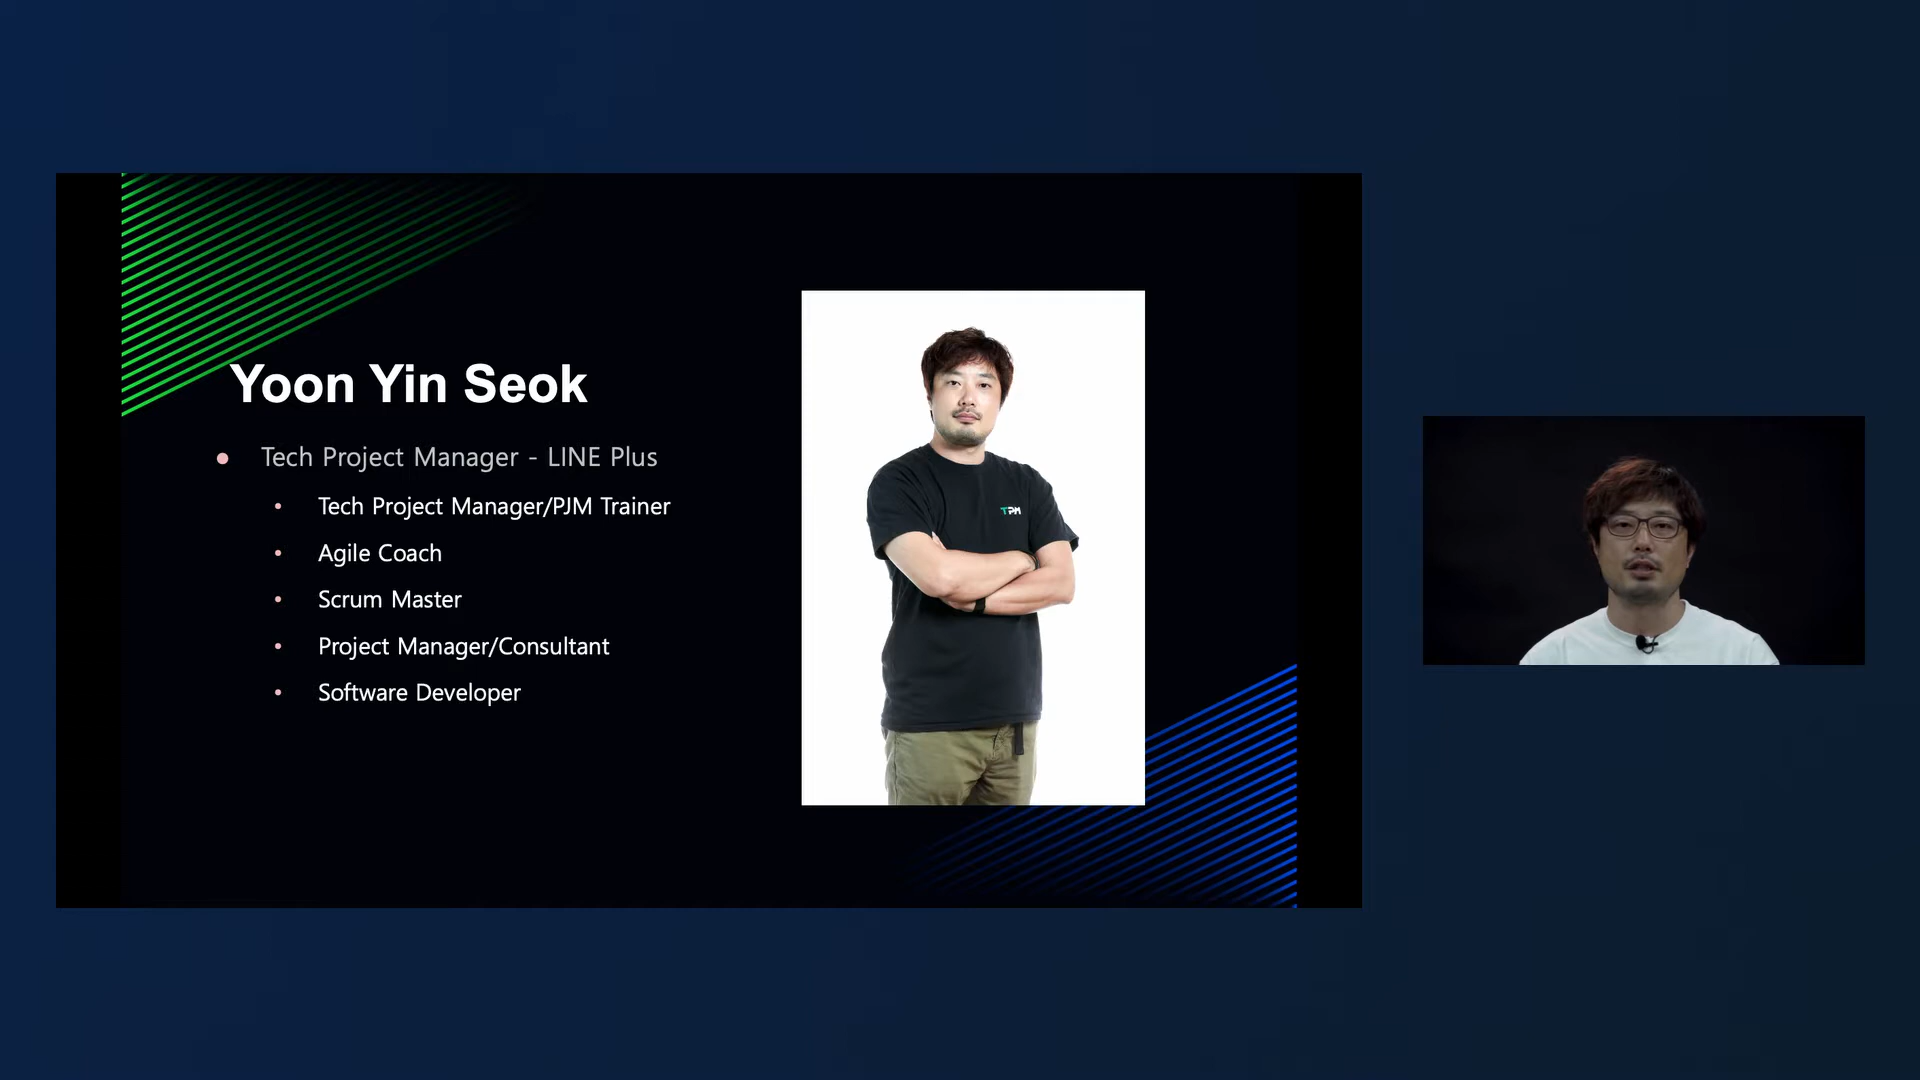 Yoon Yin Seok
Tech Project Manager - LINE Plus
Tech Project Manager/PJM Trainer
Agile Coach
Scrum Master
Project Manager/Consultant
Software Developer
TPM